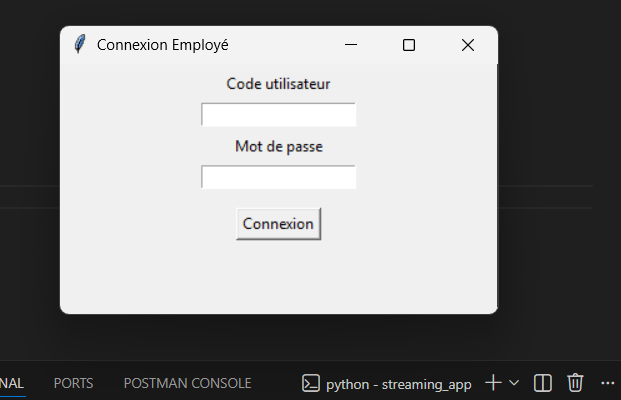 Connexion Employé
Code utilisateur
Mot de passe
Connexion
NAL PORTS POSTMAN CONSOLE python - streaming_app